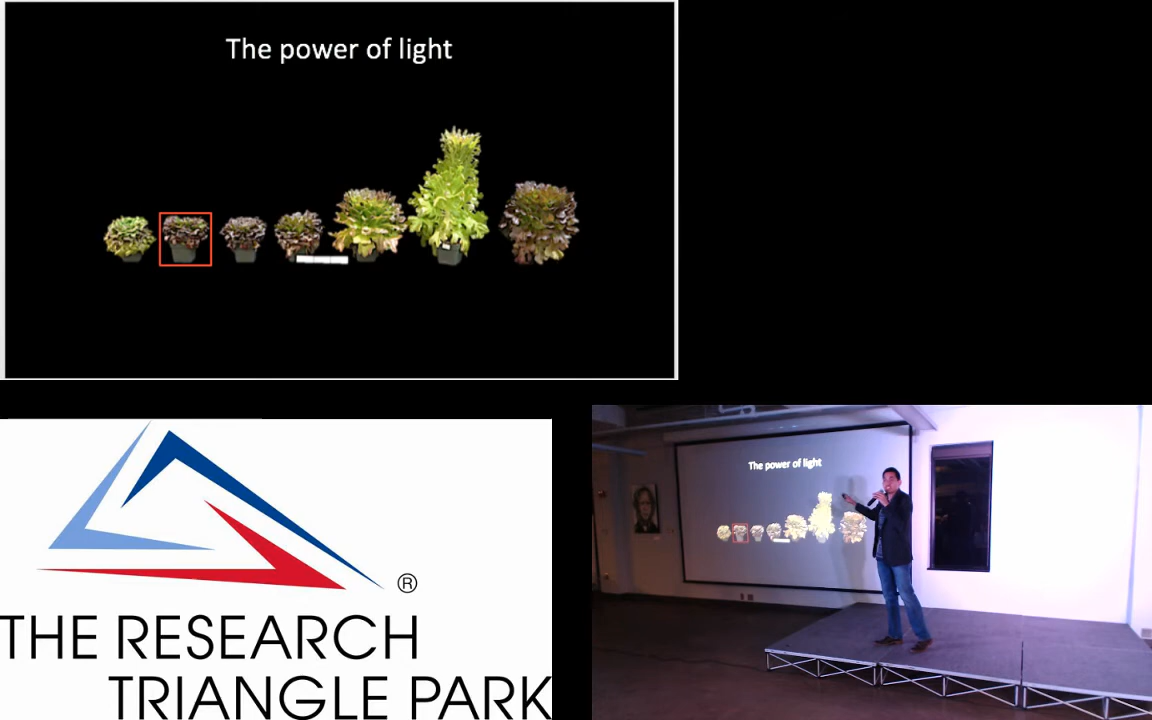 The power of light
®
THE RESEARCH
TRIANGLE PARK
The power of light